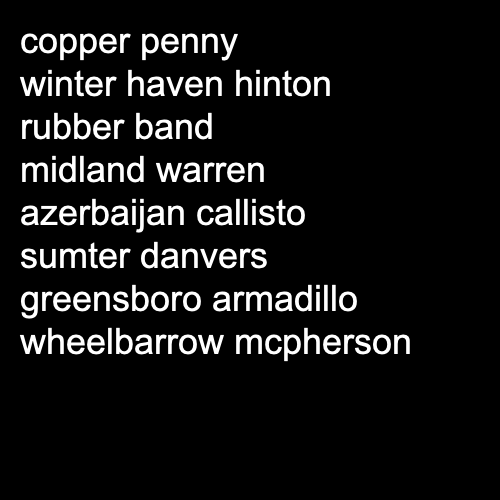 copper penny
winter haven hinton
rubber band
midland warren
azerbaijan callisto
sumter danvers
greensboro armadillo
wheelbarrow mcpherson